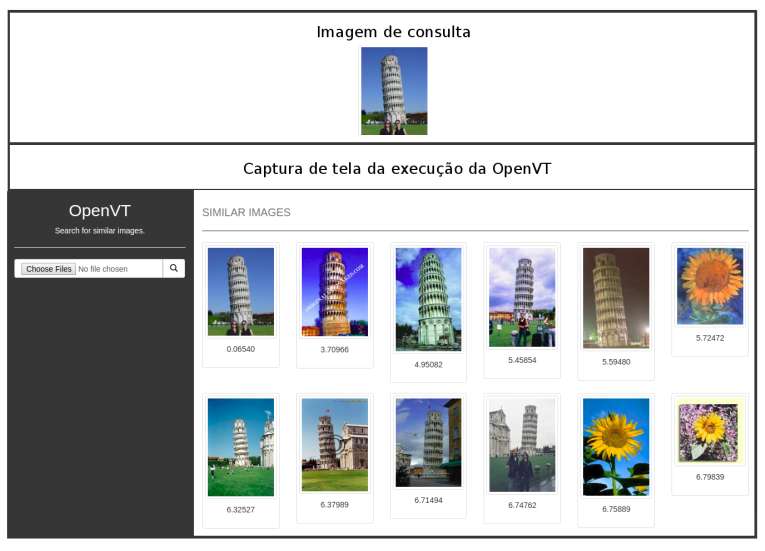 Imagem de consulta
Captura de tela da execução da OpenVT
OpenVT
Search for similar images.
Choose Files No file chosen
SIMILAR IMAGES
0.06540
3.70966
4.95082
5.45854
5.59480
5.72472
6.32527
6.37989
6.71494
6.74762
6.75889
6.79839